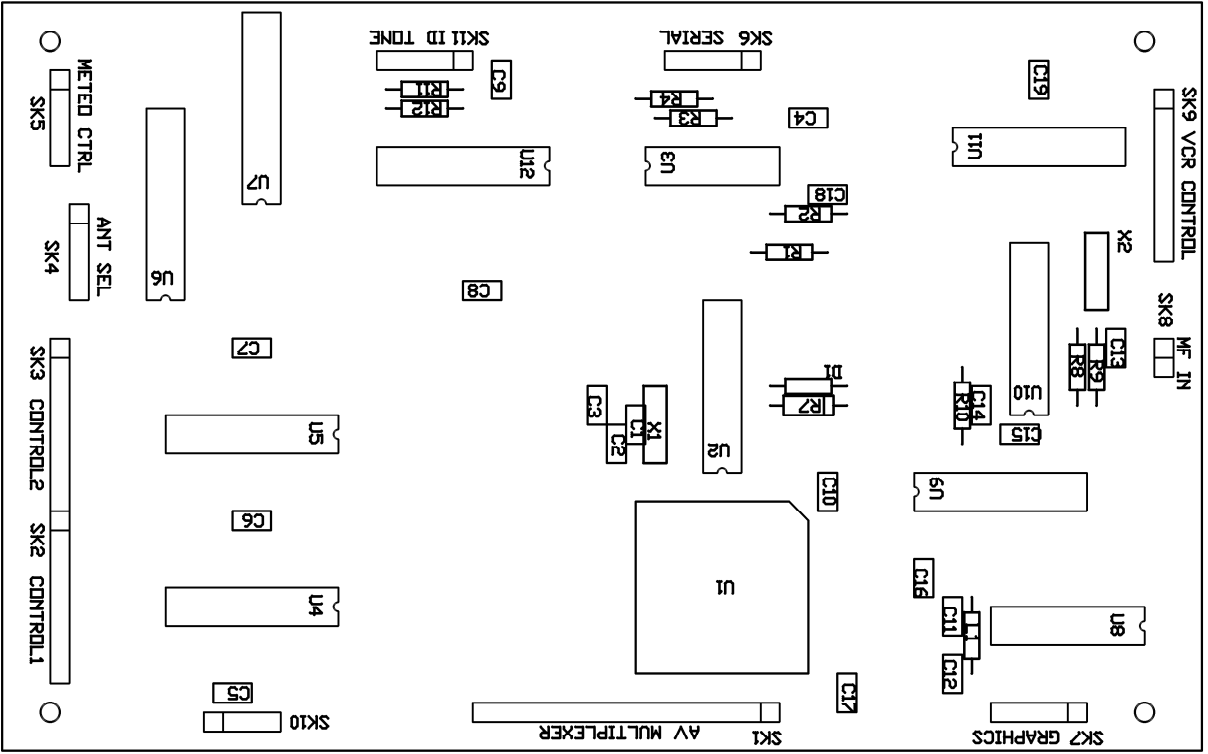 SK11 ID TONE
SK6 SERIAL
C9
C19
METEO CTRL
SK5
R11
R12
R4
R3
C4
SK9 VCR CONTROL
U12
U3
U11
U7
C18
R2
ANT SEL
SK4
R1
X2
U6
C8
SK8
MF IN
C7
C13
R8
R9
D1
R7
SK3 CONTROL2
C3
C1
X1
C2
U10
R10
C14
C15
U5
U2
C10
U9
C6
SK2 CONTROL1
U1
C16
U4
C11
L1
U8
C12
C5
C17
SK10
AV MULTIPLEXER
SK1
SK7 GRAPHICS